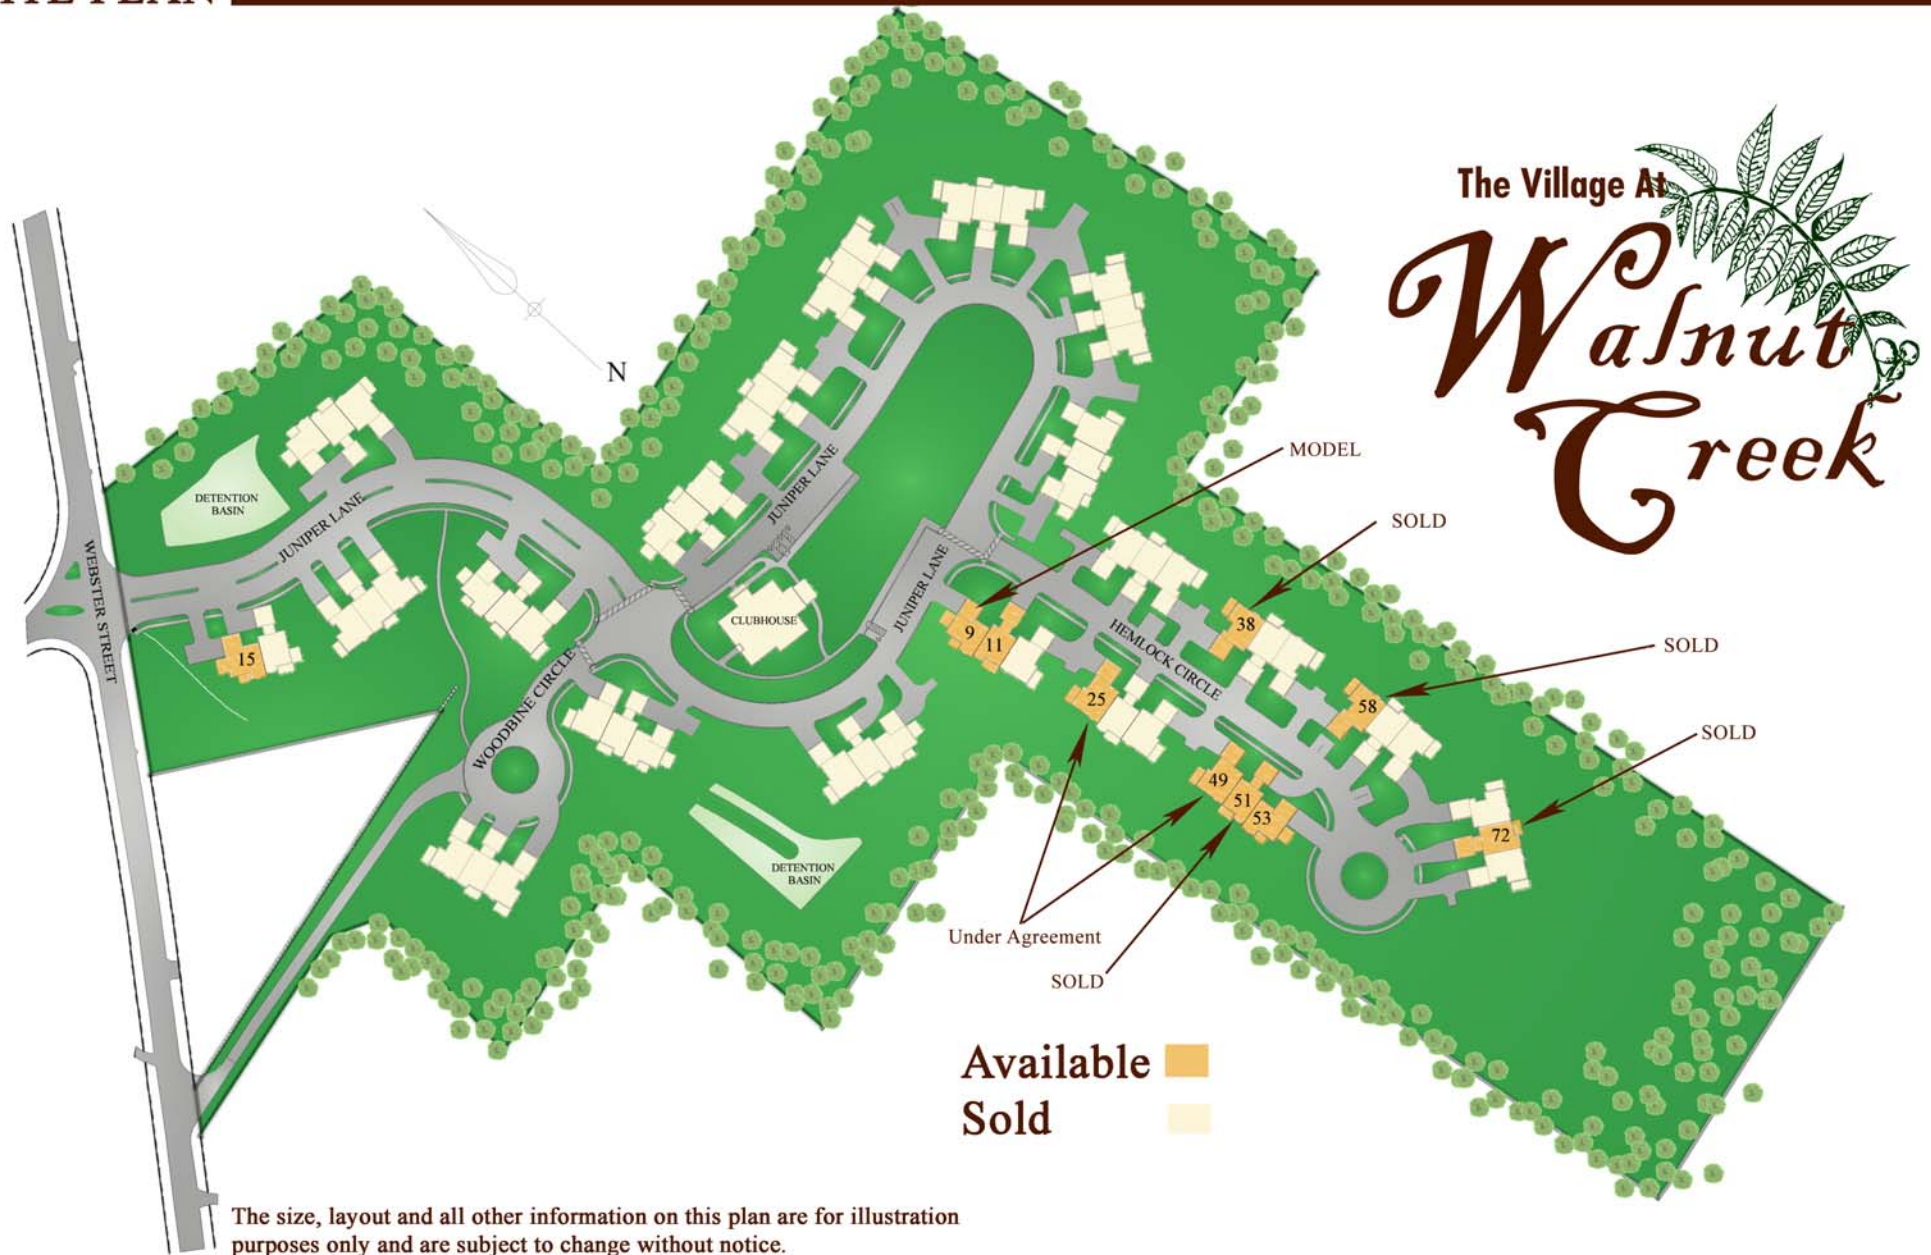 The Village At
Walnut
Creek
N
MODEL
SOLD
SOLD
SOLD
DETENTION
BASIN
JUNIPER LANE
JUNIPER LANE
JUNIPER LANE
WEBSTER STREET
CLUBHOUSE
HEMLOCK CIRCLE
WOODBINE CIRCLE
15
9
11
38
25
58
49
51
53
72
DETENTION
BASIN
Under Agreement
SOLD
Available
Sold
The size, layout and all other information on this plan are for illustration
purposes only and are subject to change without notice.